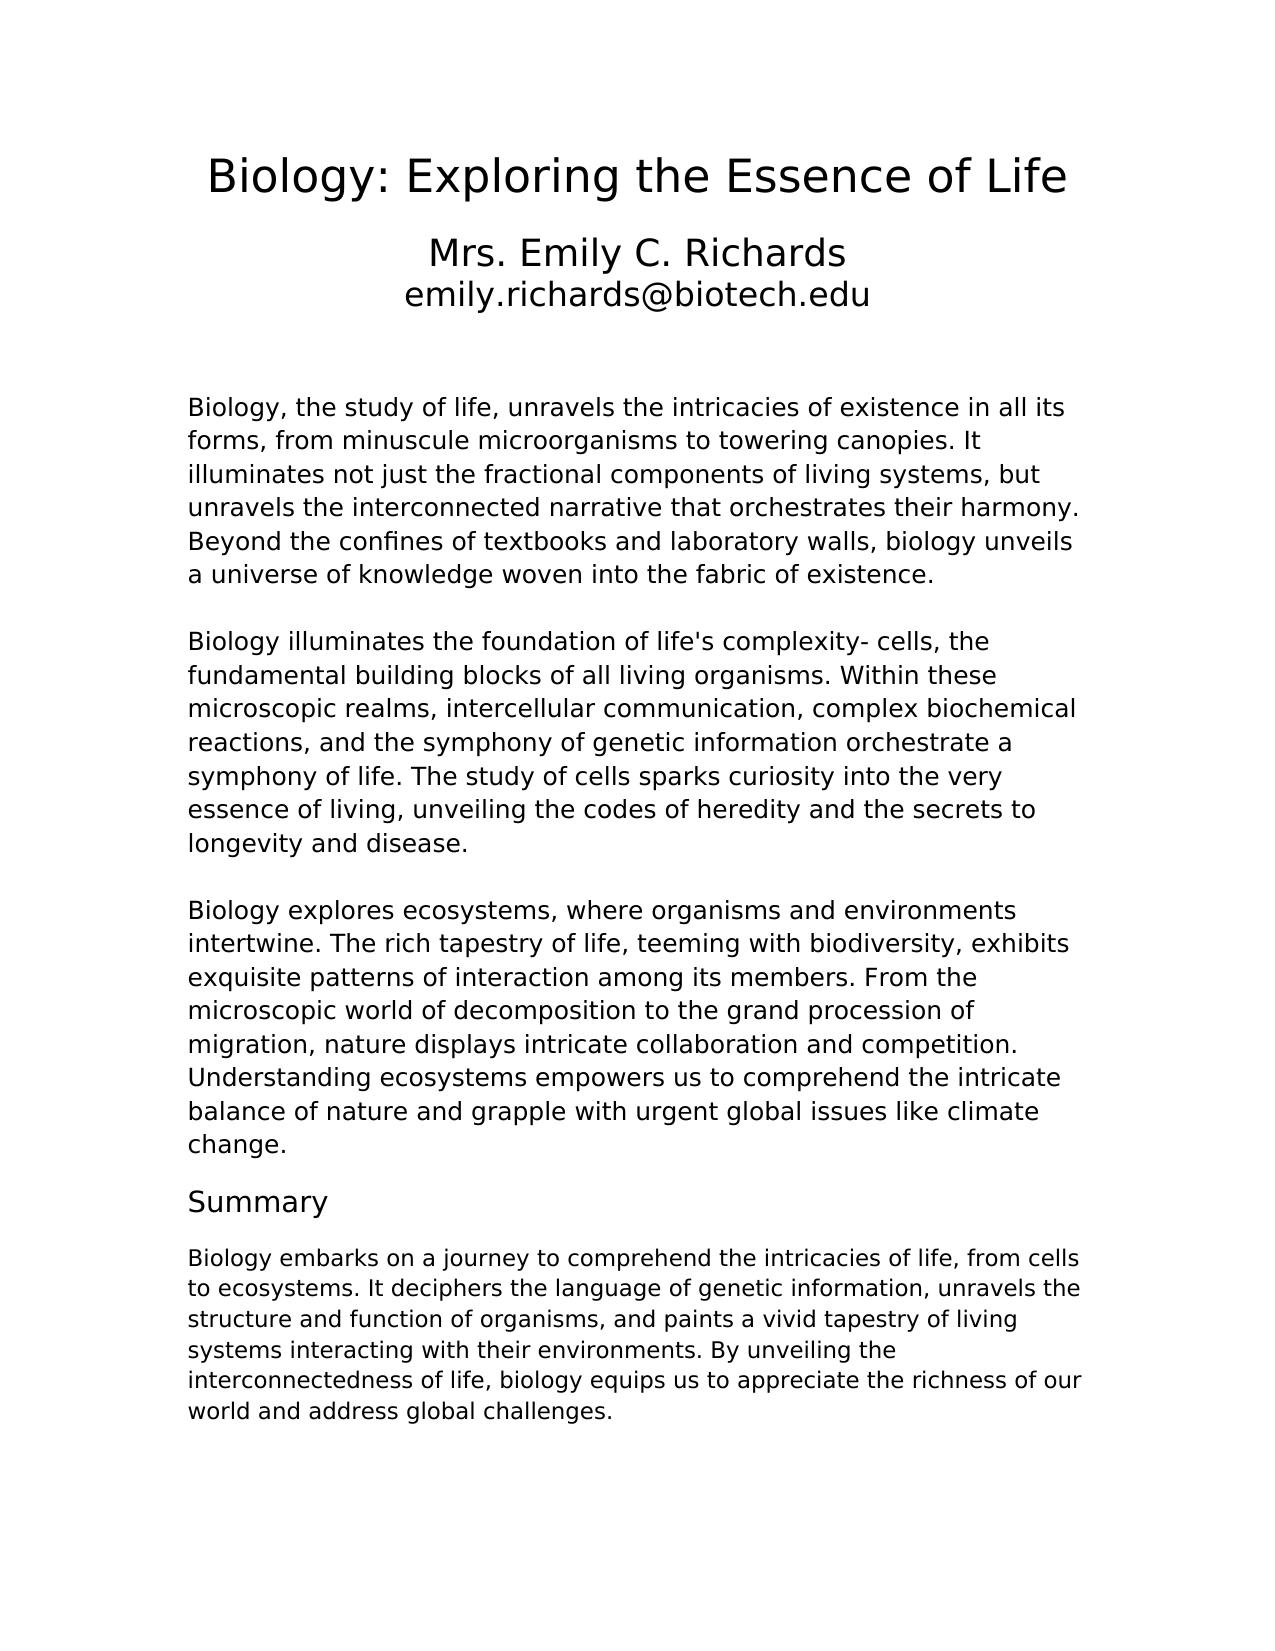 Biology: Exploring the Essence of Life
Mrs. Emily C. Richards
emily.richards@biotech.edu
Biology, the study of life, unravels the intricacies of existence in all its
forms, from minuscule microorganisms to towering canopies. It
illuminates not just the fractional components of living systems, but
unravels the interconnected narrative that orchestrates their harmony.
Beyond the confines of textbooks and laboratory walls, biology unveils
a universe of knowledge woven into the fabric of existence.
Biology illuminates the foundation of life's complexity- cells, the
fundamental building blocks of all living organisms. Within these
microscopic realms, intercellular communication, complex biochemical
reactions, and the symphony of genetic information orchestrate a
symphony of life. The study of cells sparks curiosity into the very
essence of living, unveiling the codes of heredity and the secrets to
longevity and disease.
Biology explores ecosystems, where organisms and environments
intertwine. The rich tapestry of life, teeming with biodiversity, exhibits
exquisite patterns of interaction among its members. From the
microscopic world of decomposition to the grand procession of
migration, nature displays intricate collaboration and competition.
Understanding ecosystems empowers us to comprehend the intricate
balance of nature and grapple with urgent global issues like climate
change.
Summary
Biology embarks on a journey to comprehend the intricacies of life, from cells
to ecosystems. It deciphers the language of genetic information, unravels the
structure and function of organisms, and paints a vivid tapestry of living
systems interacting with their environments. By unveiling the
interconnectedness of life, biology equips us to appreciate the richness of our
world and address global challenges.